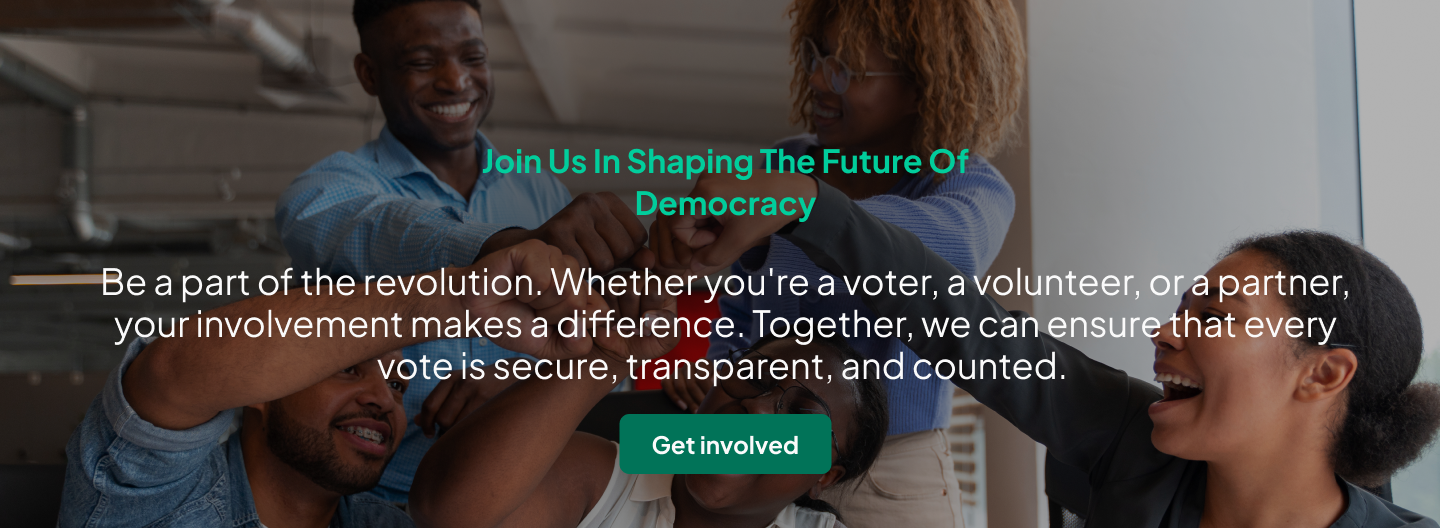 Join Us In Shaping The Future Of
Democracy
Be a part of the revolution. Whether you're a voter, a volunteer, or a partner,
your involvement makes a difference. Together, we can ensure that every
vote is secure, transparent, and counted.
Get involved